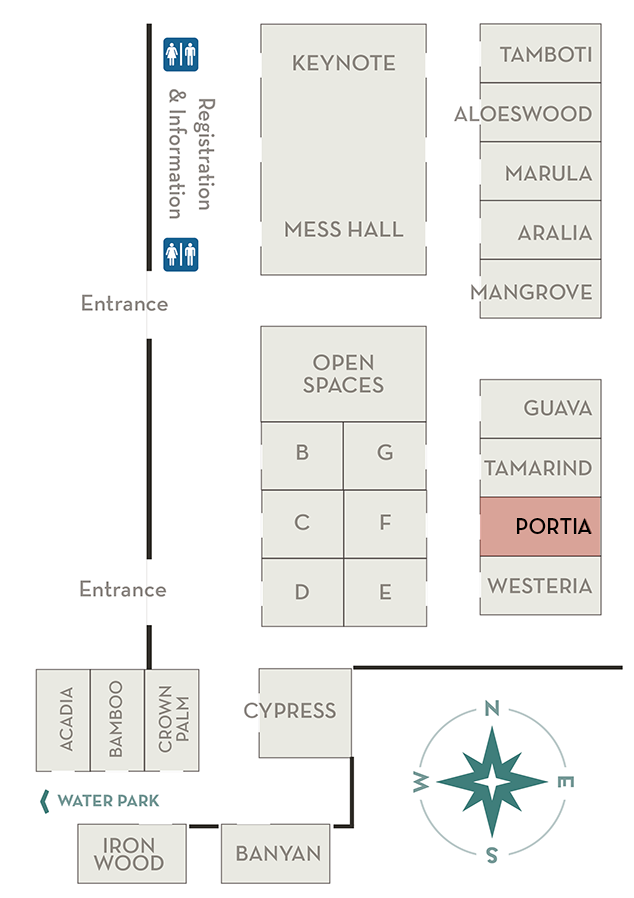 KEYNOTE
MESS HALL
TAMBOTI
ALOESWOOD
MARULA
ARALIA
MANGROVE
Registration
& Information
Entrance
OPEN
SPACES
B
G
C
F
D
E
GUAVA
TAMARIND
PORTIA
WESTERIA
Entrance
ACADIA
BAMBOO
CROWN
PALM
CYPRESS
WATER PARK
IRON
WOOD
BANYAN
N
W
E
S